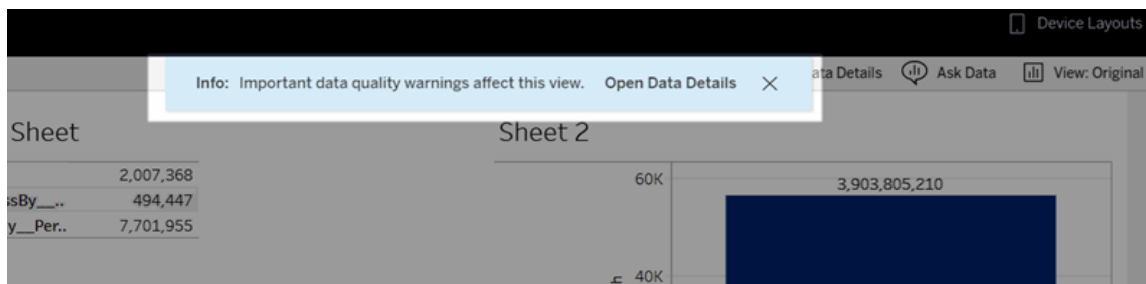 Device Layouts
Info: Important data quality warnings affect this view. Open Data Details
ata Details Ask Data View: Original
Sheet
2,007,368
ssBy__.. 494,447
y__Per.. 7,701,955
Sheet 2
60K
3,903,805,210
40K